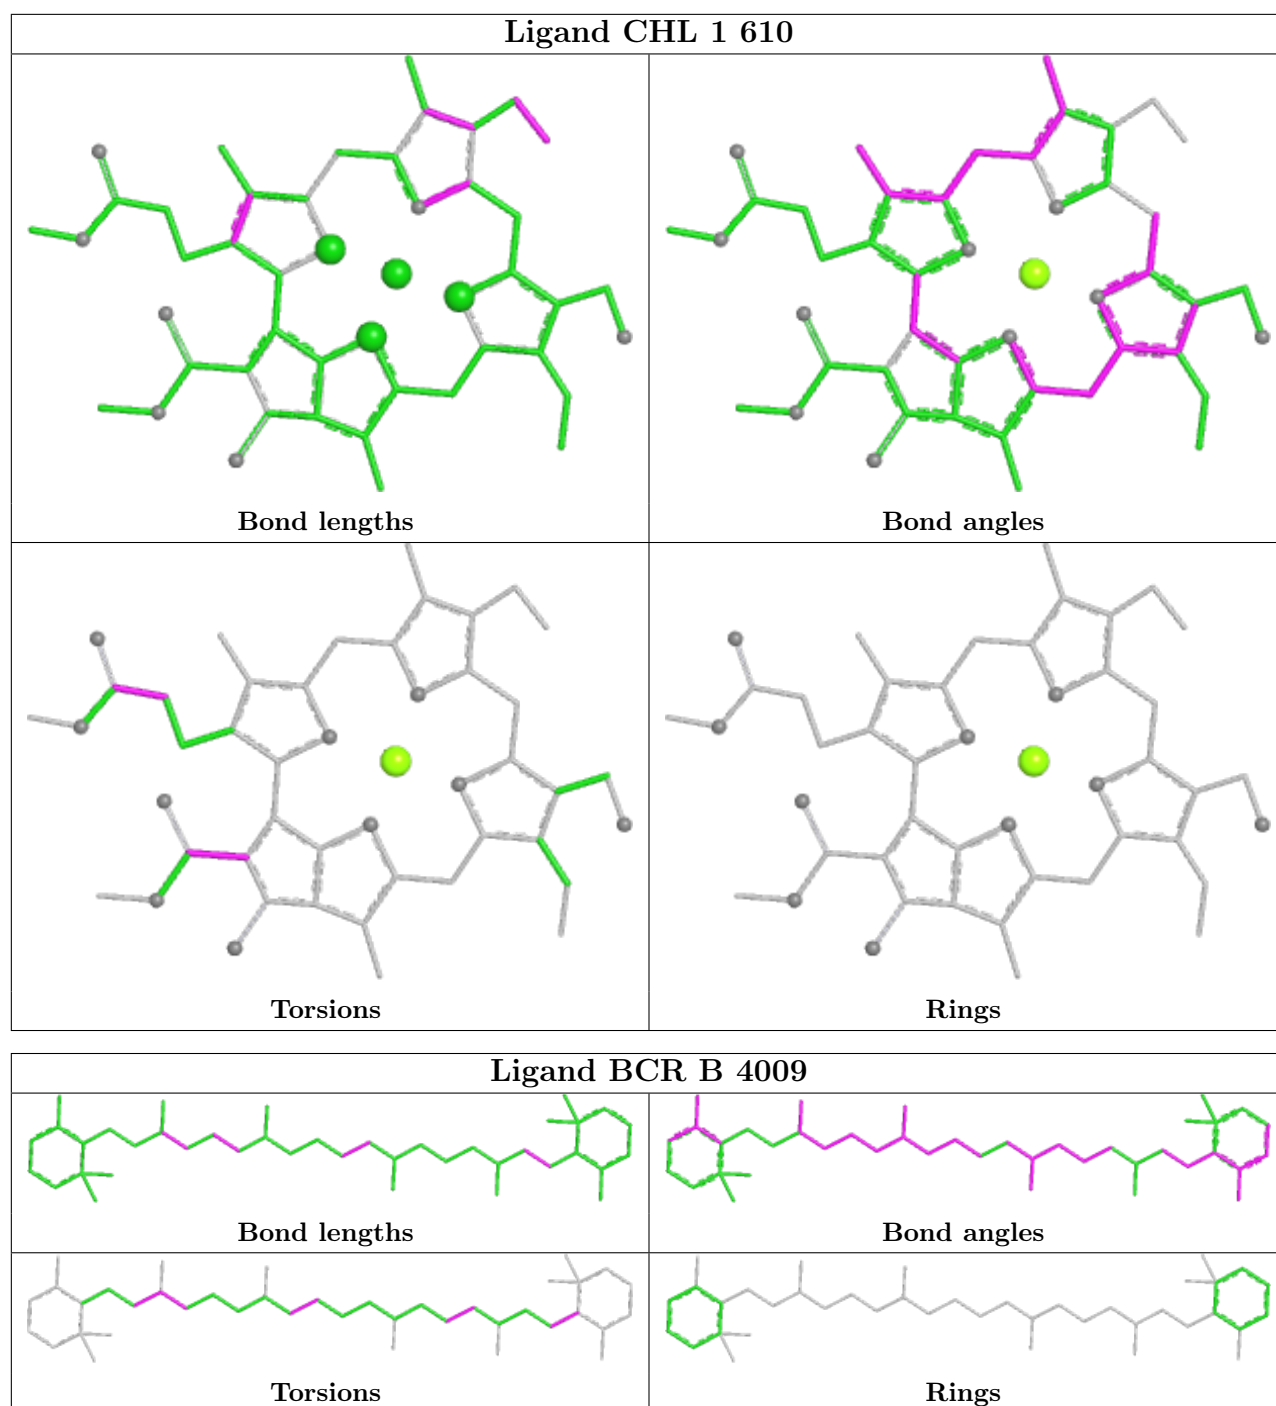 Ligand CHL 1 610
Bond lengths
Bond angles
Torsions
Rings
Ligand BCR B 4009
Bond lengths
Bond angles
Torsions
Rings